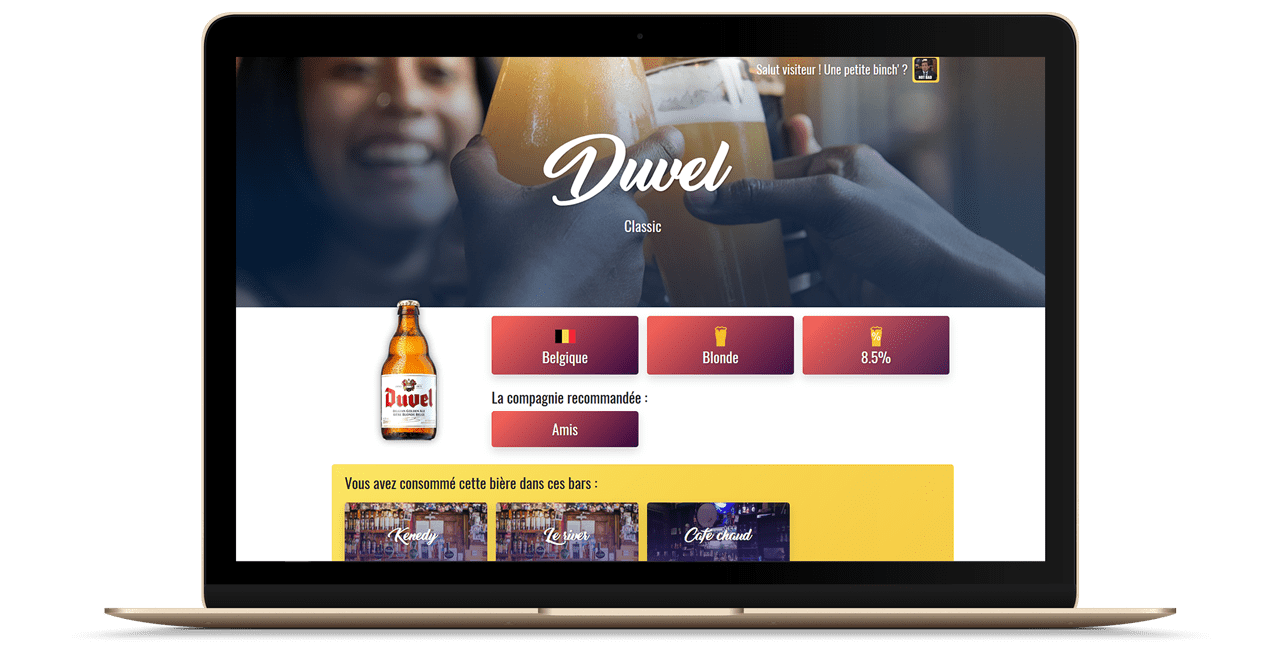 Salut visiteur ! Une petite binch' ?
Duvel
Classic
Belgique
Blonde
8.5%
La compagnie recommandée :
Amis
Duvel
Vous avez consommé cette bière dans ces bars :
Kenedy
Le river
Café chaud